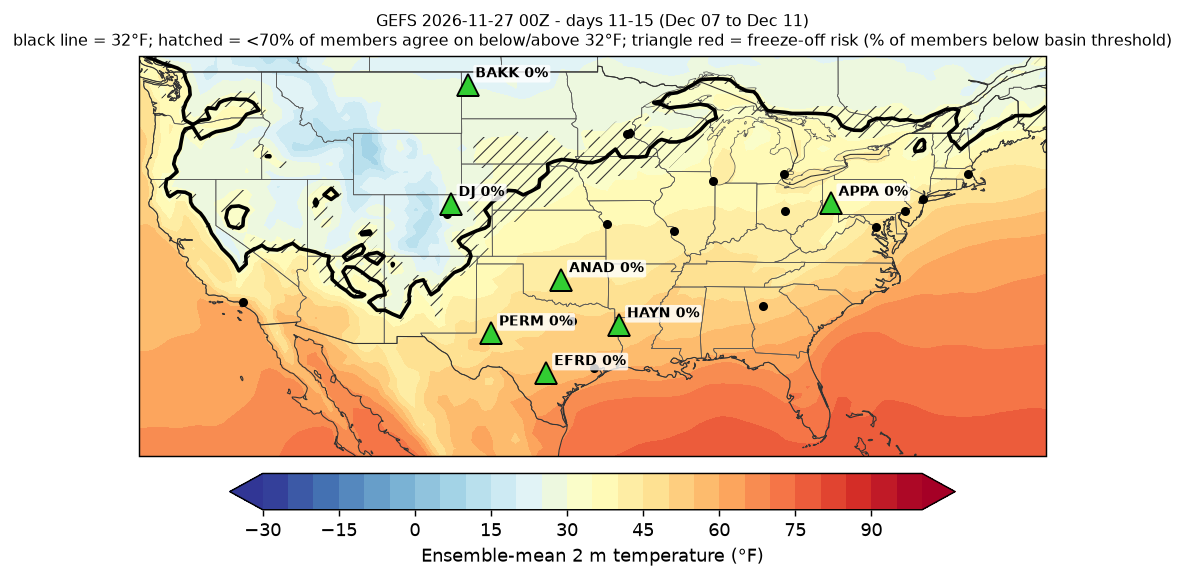 GEFS 2026-11-27 00Z - days 11-15 (Dec 07 to Dec 11)
black line = 32°F; hatched = <70% of members agree on below/above 32°F; triangle red = freeze-off risk (% of members below basin threshold)
BAKK 0%
DJ 0%
APPA 0%
ANAD 0%
HAYN 0%
PERM 0%
EFRD 0%
−30 −15 0 15 30 45 60 75 90
Ensemble-mean 2 m temperature (°F)